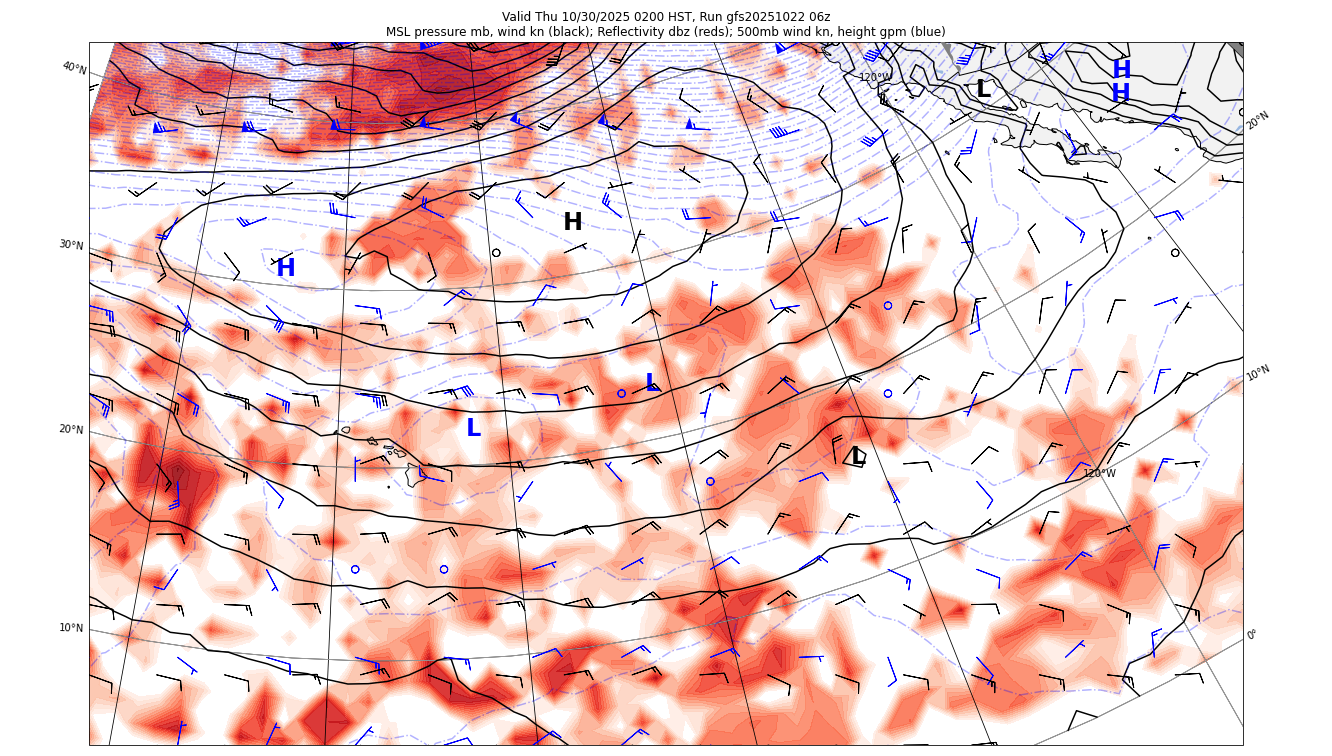 Valid Thu 10/30/2025 0200 HST, Run gfs20251022 06z
MSL pressure mb, wind kn (black); Reflectivity dbz (reds); 500mb wind kn, height gpm (blue)
40°N
120°W
L
H
H
20°N
H
30°N
H
10°N
L
20°N
L
L
120°W
10°N
0°